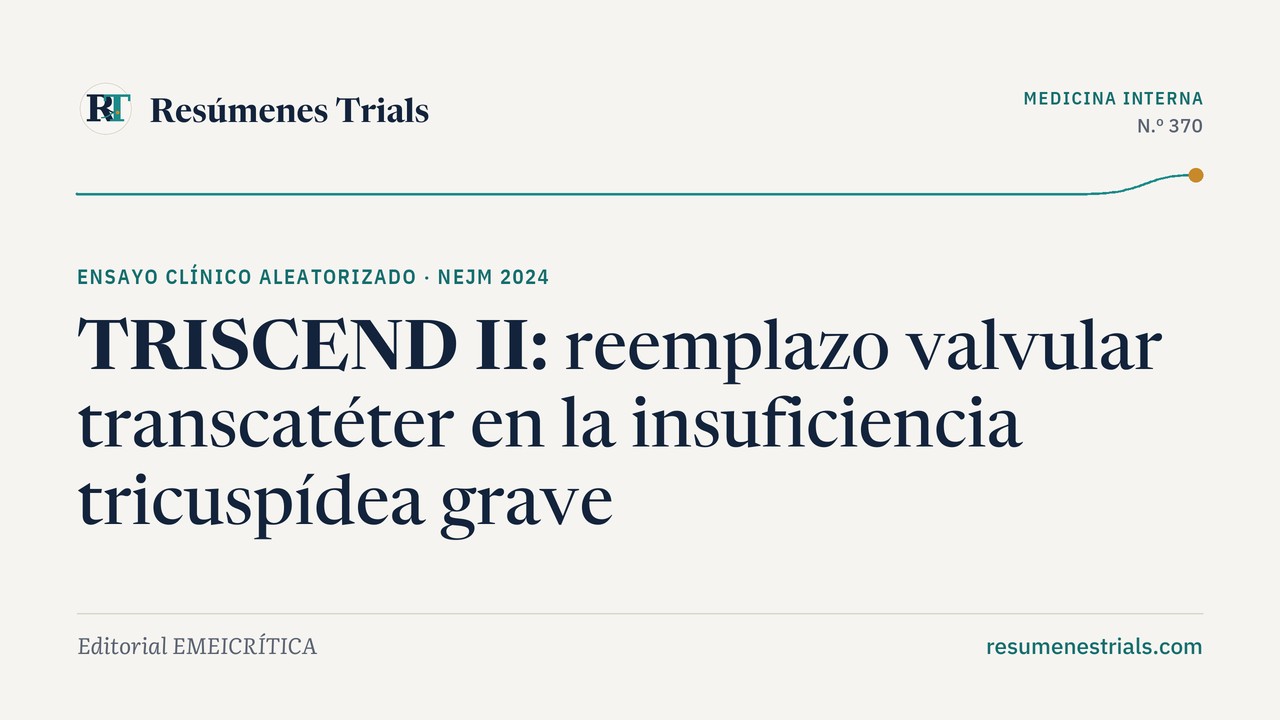 RT Resúmenes Trials
MEDICINA INTERNA
N.º 370
ENSAYO CLÍNICO ALEATORIZADO · NEJM 2024
TRISCEND II: reemplazo valvular
transcatéter en la insuficiencia
tricuspídea grave
Editorial EMEICRÍTICA
resumenestrials.com